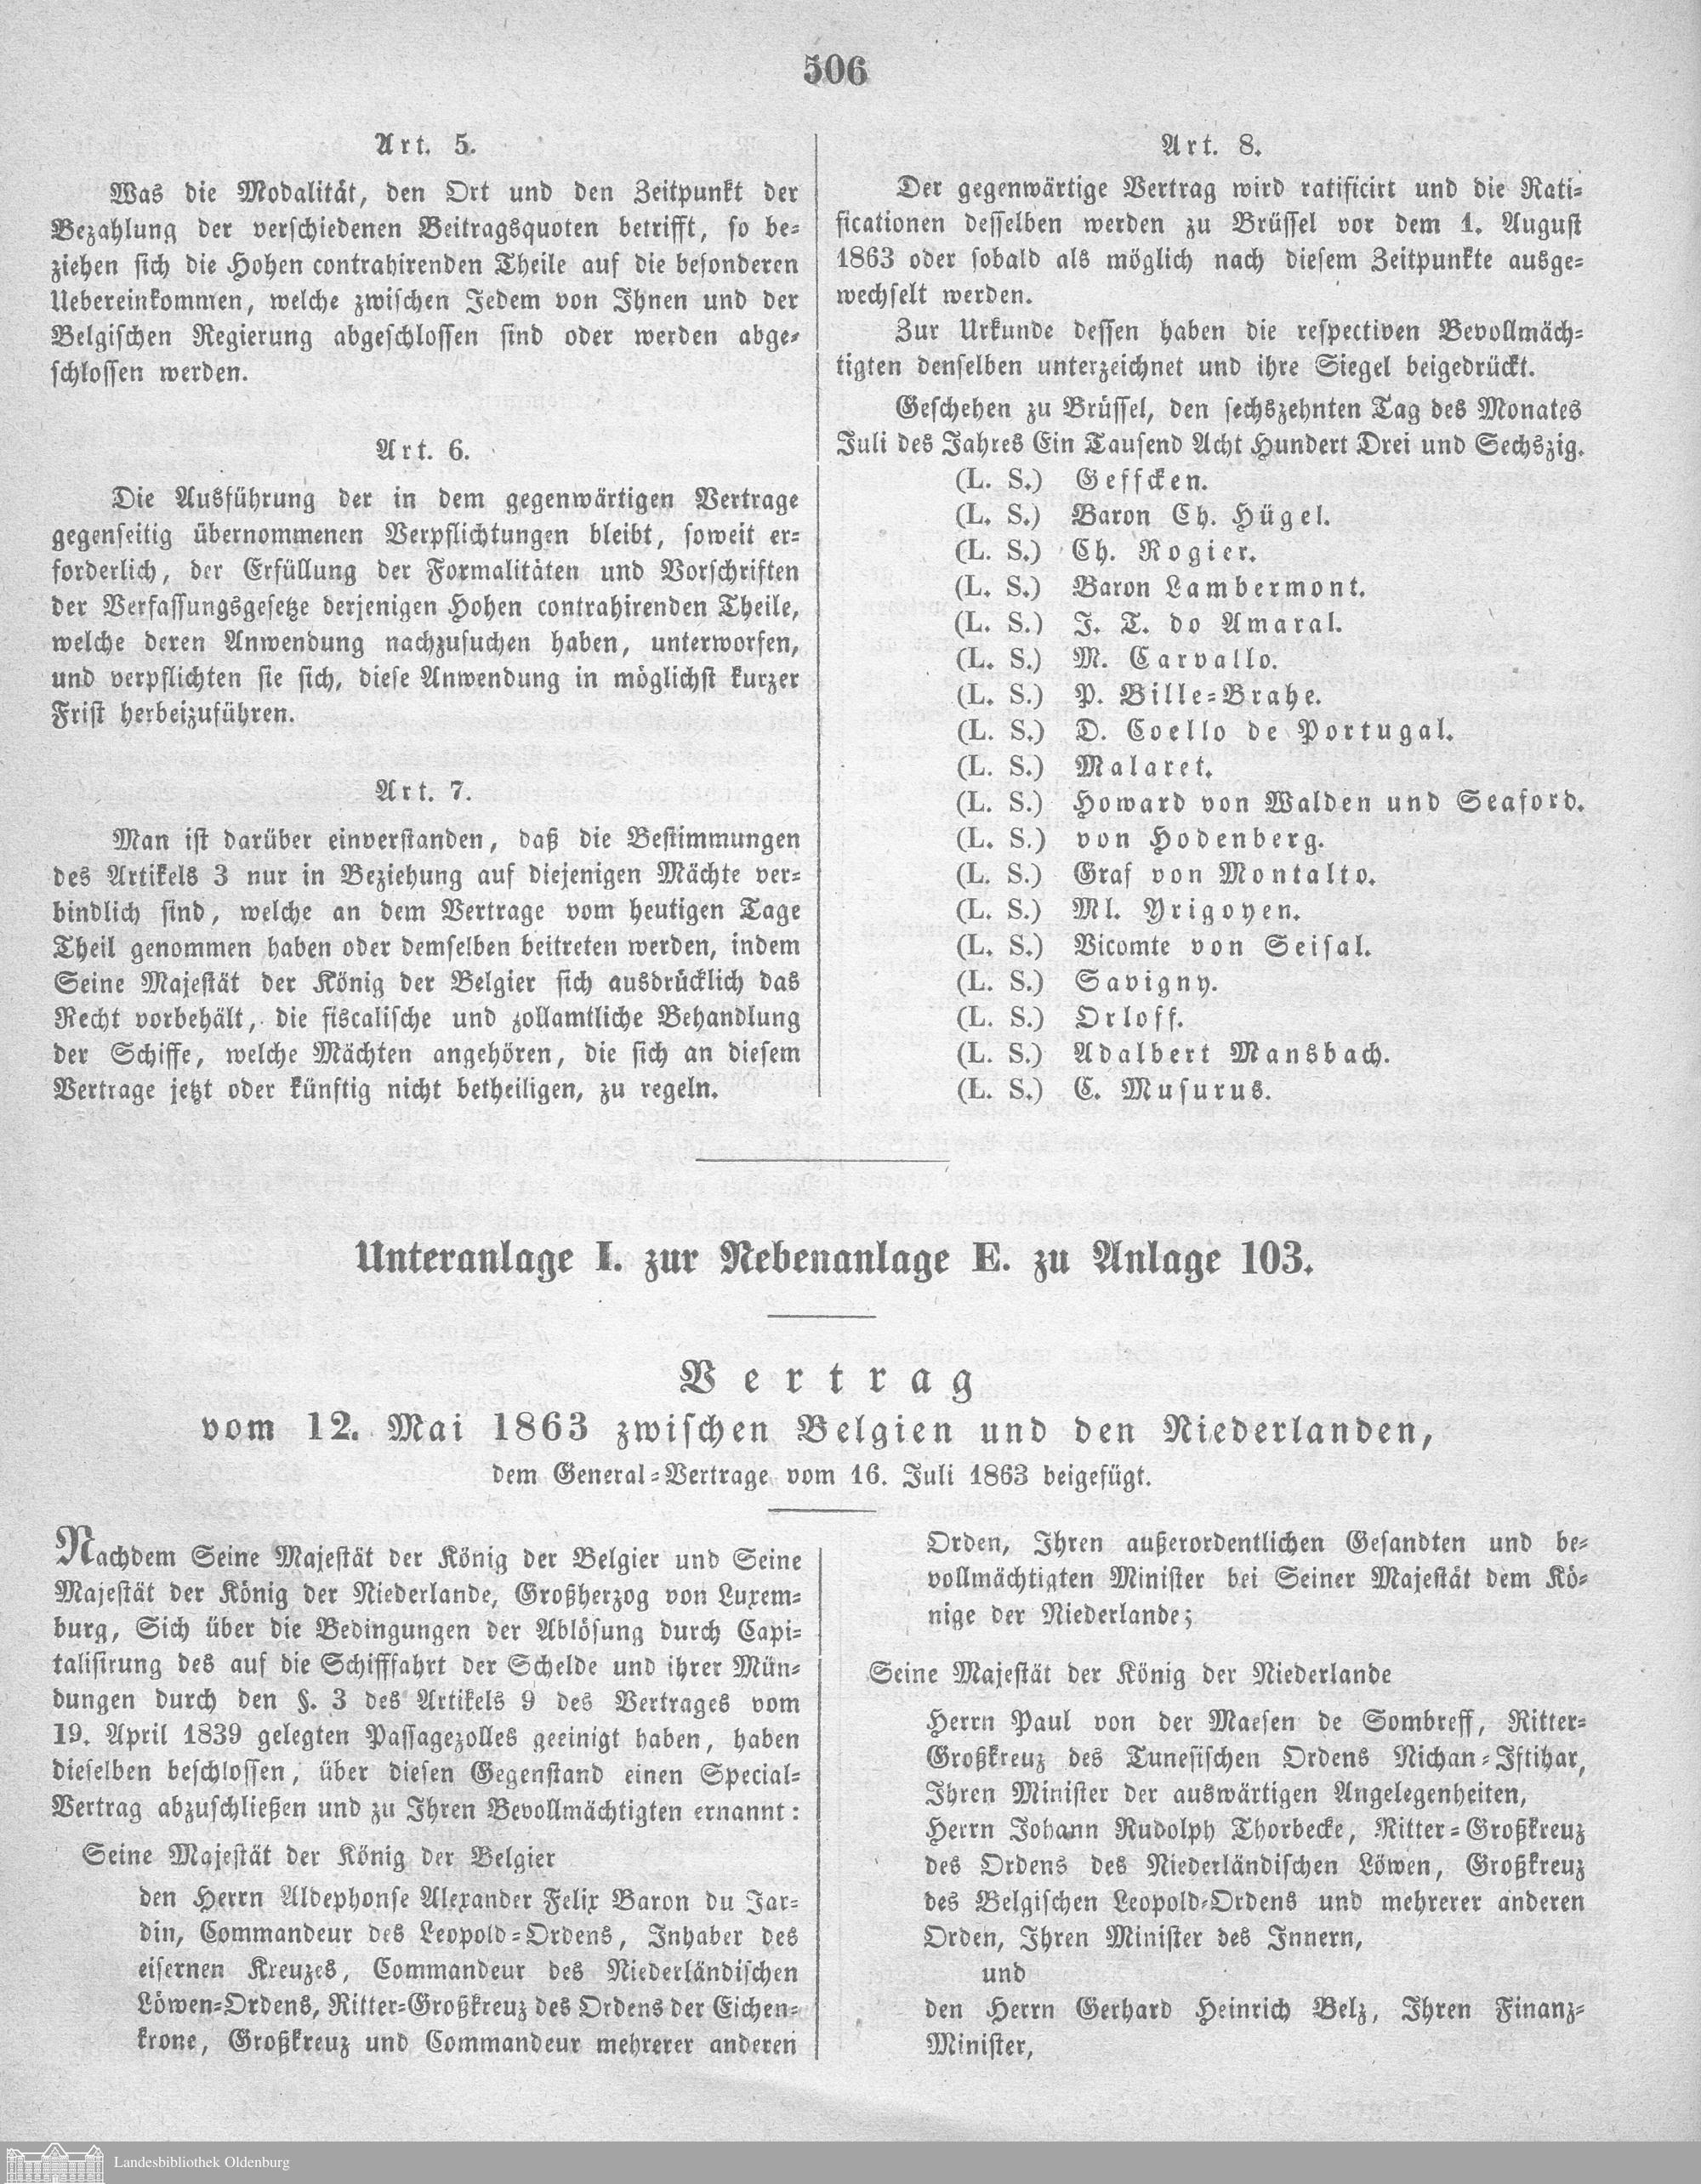 506
Art. 5.
Was die Modalität, den Ort und den Zeitpunkt der
Bezahlung der verschiedenen Beitragsquoten betrifft, so be-
ziehen sich die Hohen contrahirenden Theile auf die besonderen
Uebereinkommen, welche zwischen Jedem von Ihnen und der
Belgischen Regierung abgeschlossen sind oder werden abge-
schlossen werden.
Art. 6.
Die Ausführung der in dem gegenwärtigen Vertrage
gegenseitig übernommenen Verpflichtungen bleibt, soweit er-
forderlich, der Erfüllung der Formalitäten und Vorschriften
der Verfassungsgesetze derjenigen Hohen contrahirenden Theile,
welche deren Anwendung nachzusuchen haben, unterworfen,
und verpflichten sie sich, diese Anwendung in möglichst kurzer
Frist herbeizuführen.
Art. 7.
Man ist darüber einverstanden, daß die Bestimmungen
des Artikels 3 nur in Beziehung auf diejenigen Mächte ver-
bindlich sind, welche an dem Vertrage vom heutigen Tage
Theil genommen haben oder demselben beitreten werden, indem
Seine Majestät der König der Belgier sich ausdrücklich das
Recht vorbehält, die fiscalische und zollamtliche Behandlung
der Schiffe, welche Mächten angehören, die sich an diesem
Vertrage jetzt oder künftig nicht betheiligen, zu regeln.
Art. 8.
Der gegenwärtige Vertrag wird ratificirt und die Rati-
ficationen desselben werden zu Brüssel vor dem 1. August
1863 oder sobald als möglich nach diesem Zeitpunkte ausge-
wechselt werden.
Zur Urkunde dessen haben die respectiven Bevollmäch-
tigten denselben unterzeichnet und ihre Siegel beigedrückt.
Geschehen zu Brüssel, den sechszehnten Tag des Monates
Juli des Jahres Ein Tausend Acht Hundert Drei und Sechszig.
(L. S.) Geffcken.
(L. S.) Baron Ch. Hügel.
(L. S.) Ch. Rogier.
(L. S.) Baron Lambermont.
(L. S.) J. T. do Amaral.
(L. S.) M. Carvallo.
(L. S.) P. Bille-Brahe.
(L. S.) D. Coello de Portugal.
(L. S.) Malaret.
(L. S.) Howard von Walden und Seaford.
(L. S.) von Hodenberg.
(L. S.) Graf von Montalto.
(L. S.) Ml. Yrigoyen.
(L. S.) Vicomte von Seisal.
(L. S.) Savigny.
(L. S.) Orloff.
(L. S.) Adalbert Mansbach.
(L. S.) C. Musurus.
Unteranlage I. zur Nebenanlage E. zu Anlage 103.
Vertrag
vom 12. Mai 1863 zwischen Belgien und den Niederlanden,
dem General-Vertrage vom 16. Juli 1863 beigefügt.
Nachdem Seine Majestät der König der Belgier und Seine
Majestät der König der Niederlande, Großherzog von Luxem-
burg, Sich über die Bedingungen der Ablösung durch Capi-
talisirung des auf die Schifffahrt der Schelde und ihrer Mün-
dungen durch den §. 3 des Artikels 9 des Vertrages vom
19. April 1839 gelegten Passagezolles geeinigt haben, haben
dieselben beschlossen, über diesen Gegenstand einen Special-
Vertrag abzuschließen und zu Ihren Bevollmächtigten ernannt:
Seine Majestät der König der Belgier
den Herrn Aldephonse Alexander Felix Baron du Jar-
din, Commandeur des Leopold-Ordens, Inhaber des
eisernen Kreuzes, Commandeur des Niederländischen
Löwen-Ordens, Ritter-Großkreuz des Ordens der Eichen-
krone, Großkreuz und Commandeur mehrerer anderen
Orden, Ihren außerordentlichen Gesandten und be-
vollmächtigten Minister bei Seiner Majestät dem Kö-
nige der Niederlande;
Seine Majestät der König der Niederlande
Herrn Paul von der Maesen de Sombreff, Ritter-
Großkreuz des Tunesischen Ordens Nichan-Iftihar,
Ihren Minister der auswärtigen Angelegenheiten,
Herrn Johann Rudolph Thorbecke, Ritter-Großkreuz
des Ordens des Niederländischen Löwen, Großkreuz
des Belgischen Leopold-Ordens und mehrerer anderen
Orden, Ihren Minister des Innern,
und
den Herrn Gerhard Heinrich Belz, Ihren Finanz-
Minister,
Landesbibliothek Oldenburg